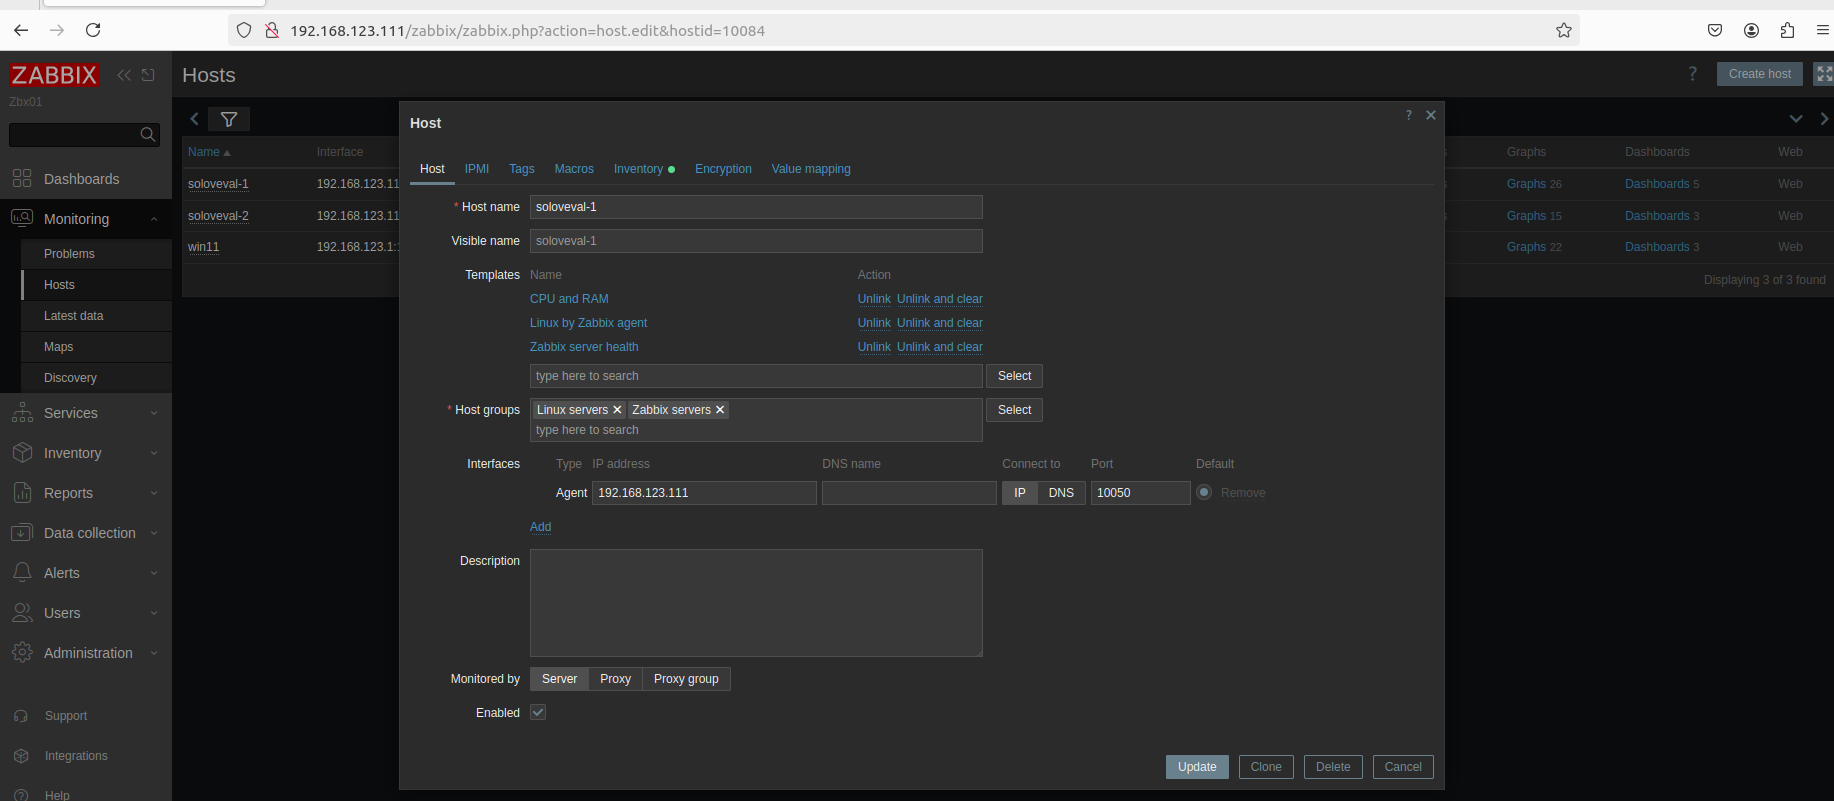 192.168.123.111/zabbix/zabbix.php?action=host.edit&hostid=10084
ZABBIX
Zbx01
Dashboards
Monitoring
Problems
Hosts
Latest data
Maps
Discovery
Services
Inventory
Reports
Data collection
Alerts
Users
Administration
Support
Integrations
Help
Hosts
? Create host
Name Interface Graphs Dashboards Web
soloveval-1 192.168.123.11 Graphs 26 Dashboards 5 Web
soloveval-2 192.168.123.11 Graphs 15 Dashboards 3 Web
win11 192.168.123.1: Graphs 22 Dashboards 3 Web
Displaying 3 of 3 found
Host ?
Host IPMI Tags Macros Inventory Encryption Value mapping
* Host name soloveval-1
Visible name soloveval-1
Templates Name Action
CPU and RAM Unlink Unlink and clear
Linux by Zabbix agent Unlink Unlink and clear
Zabbix server health Unlink Unlink and clear
type here to search Select
* Host groups Linux servers Zabbix servers Select
type here to search
Interfaces Type IP address DNS name Connect to Port Default
Agent 192.168.123.111 IP DNS 10050 Remove
Add
Description
Monitored by Server Proxy Proxy group
Enabled
Update Clone Delete Cancel